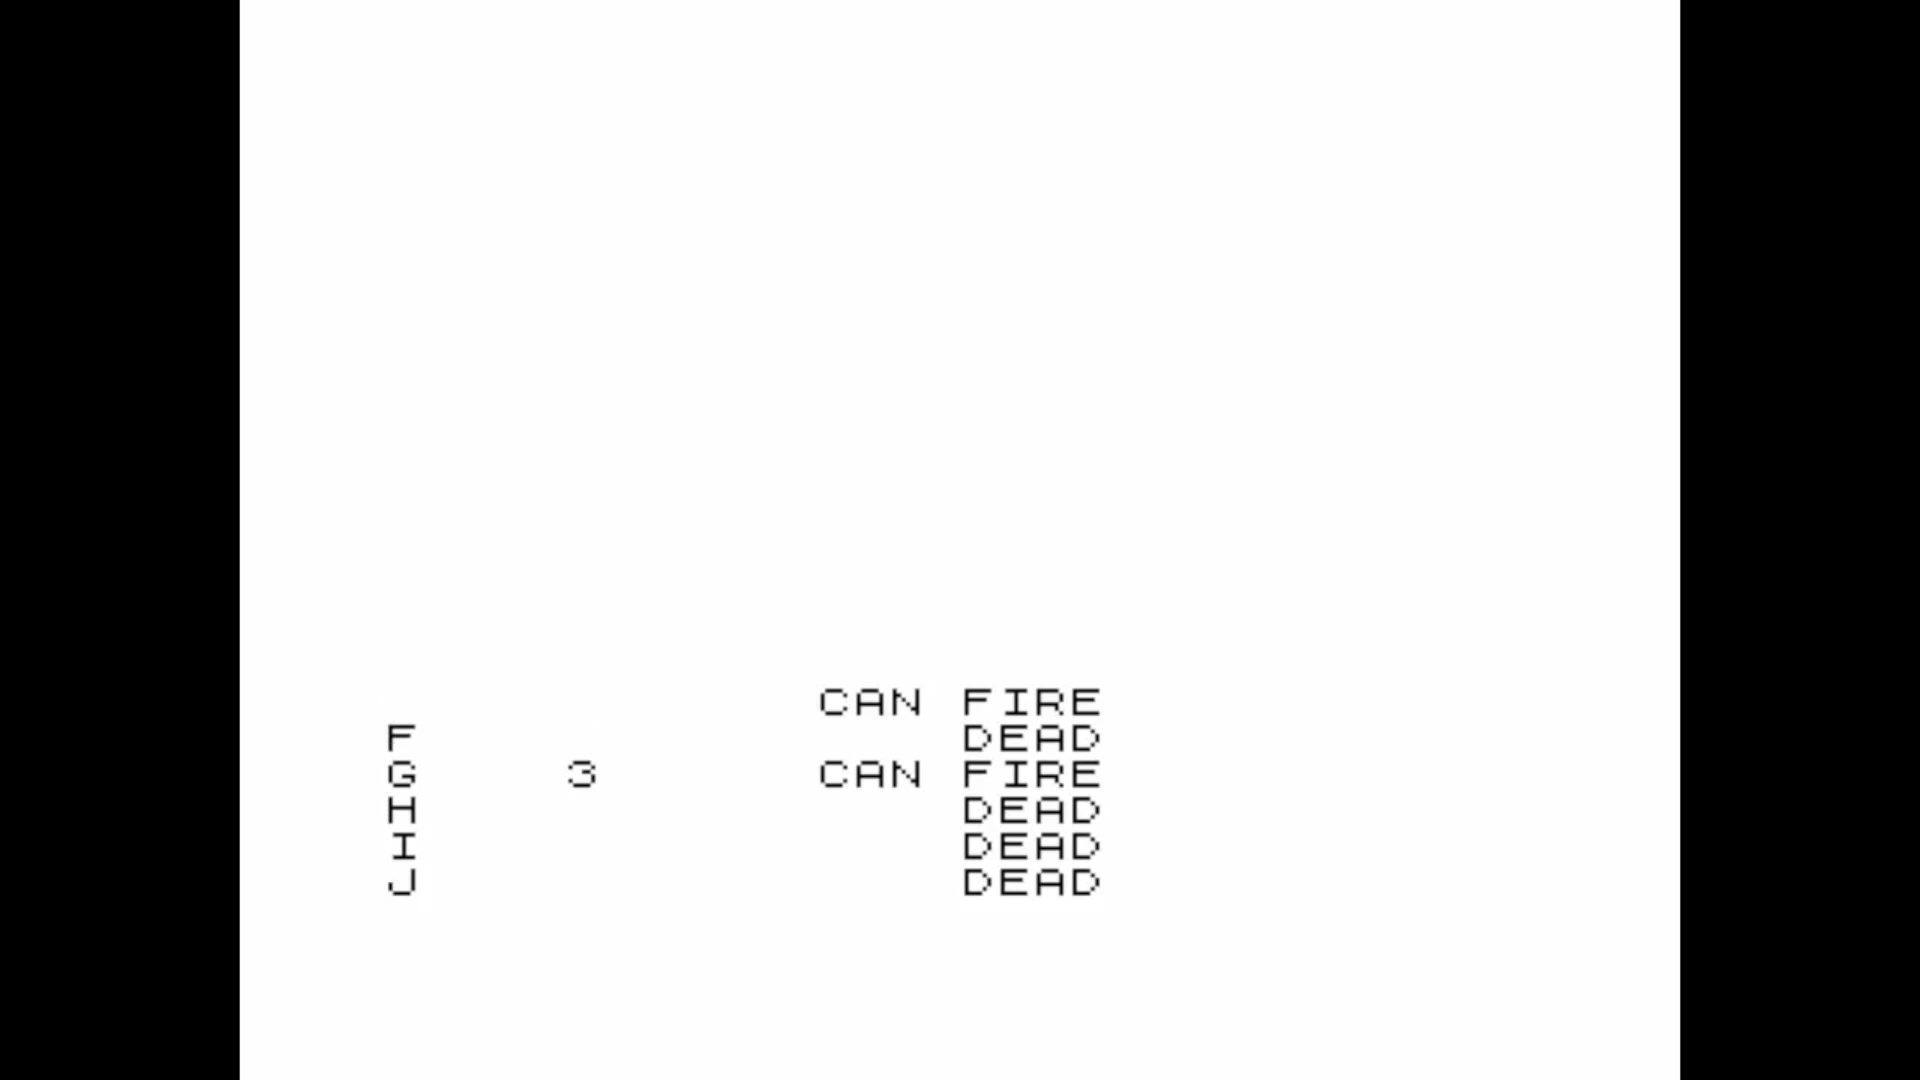 CAN FIRE
F DEAD
G 3 CAN FIRE
H DEAD
I DEAD
J DEAD